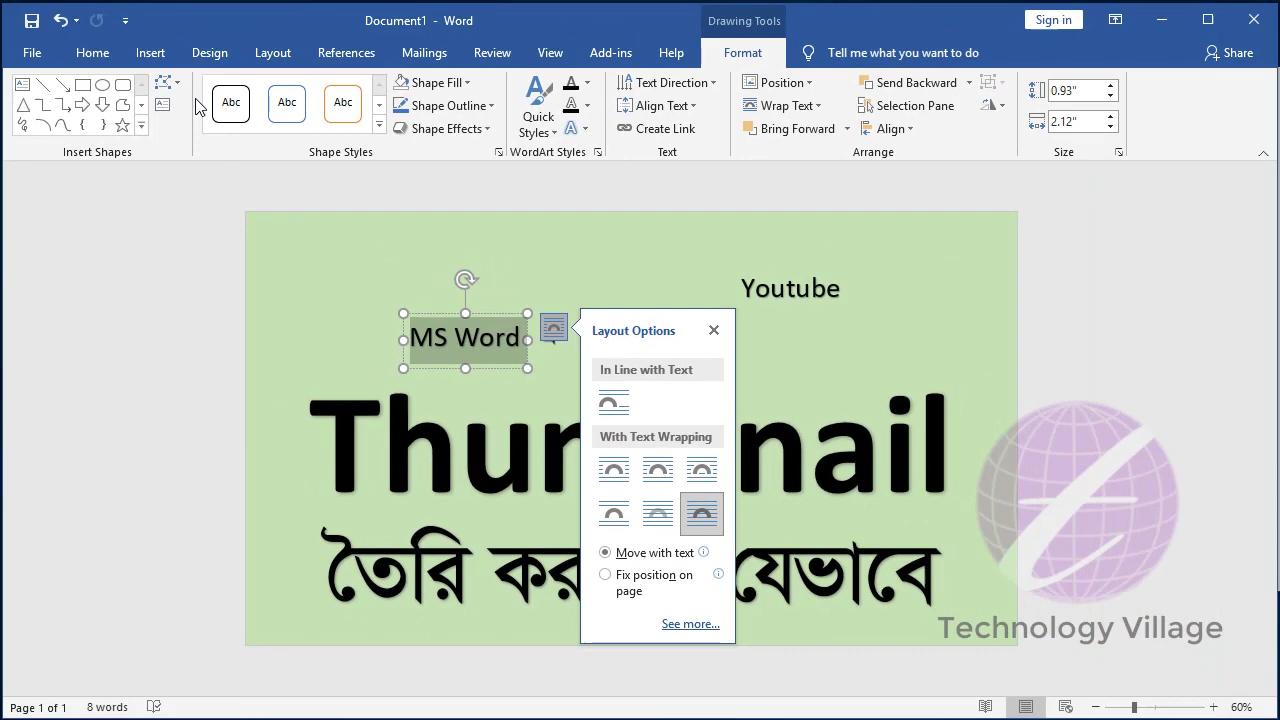 Document1 - Word
Drawing Tools
Sign in
File Home Insert Design Layout References Mailings Review View Add-ins Help Format Tell me what you want to do Share
Abc Abc Abc
Shape Fill
Shape Outline
Shape Effects
Quick Styles
Text Direction
Align Text
Create Link
Position
Wrap Text
Bring Forward
Send Backward
Selection Pane
Align
0.93"
2.12"
Insert Shapes Shape Styles WordArt Styles Text Arrange Size
Youtube
MS Word
Layout Options
In Line with Text
With Text Wrapping
Move with text
Fix position on page
See more...
Thu nail
তৈরি কর যেভাবে
Technology Village
Page 1 of 1 8 words 60%